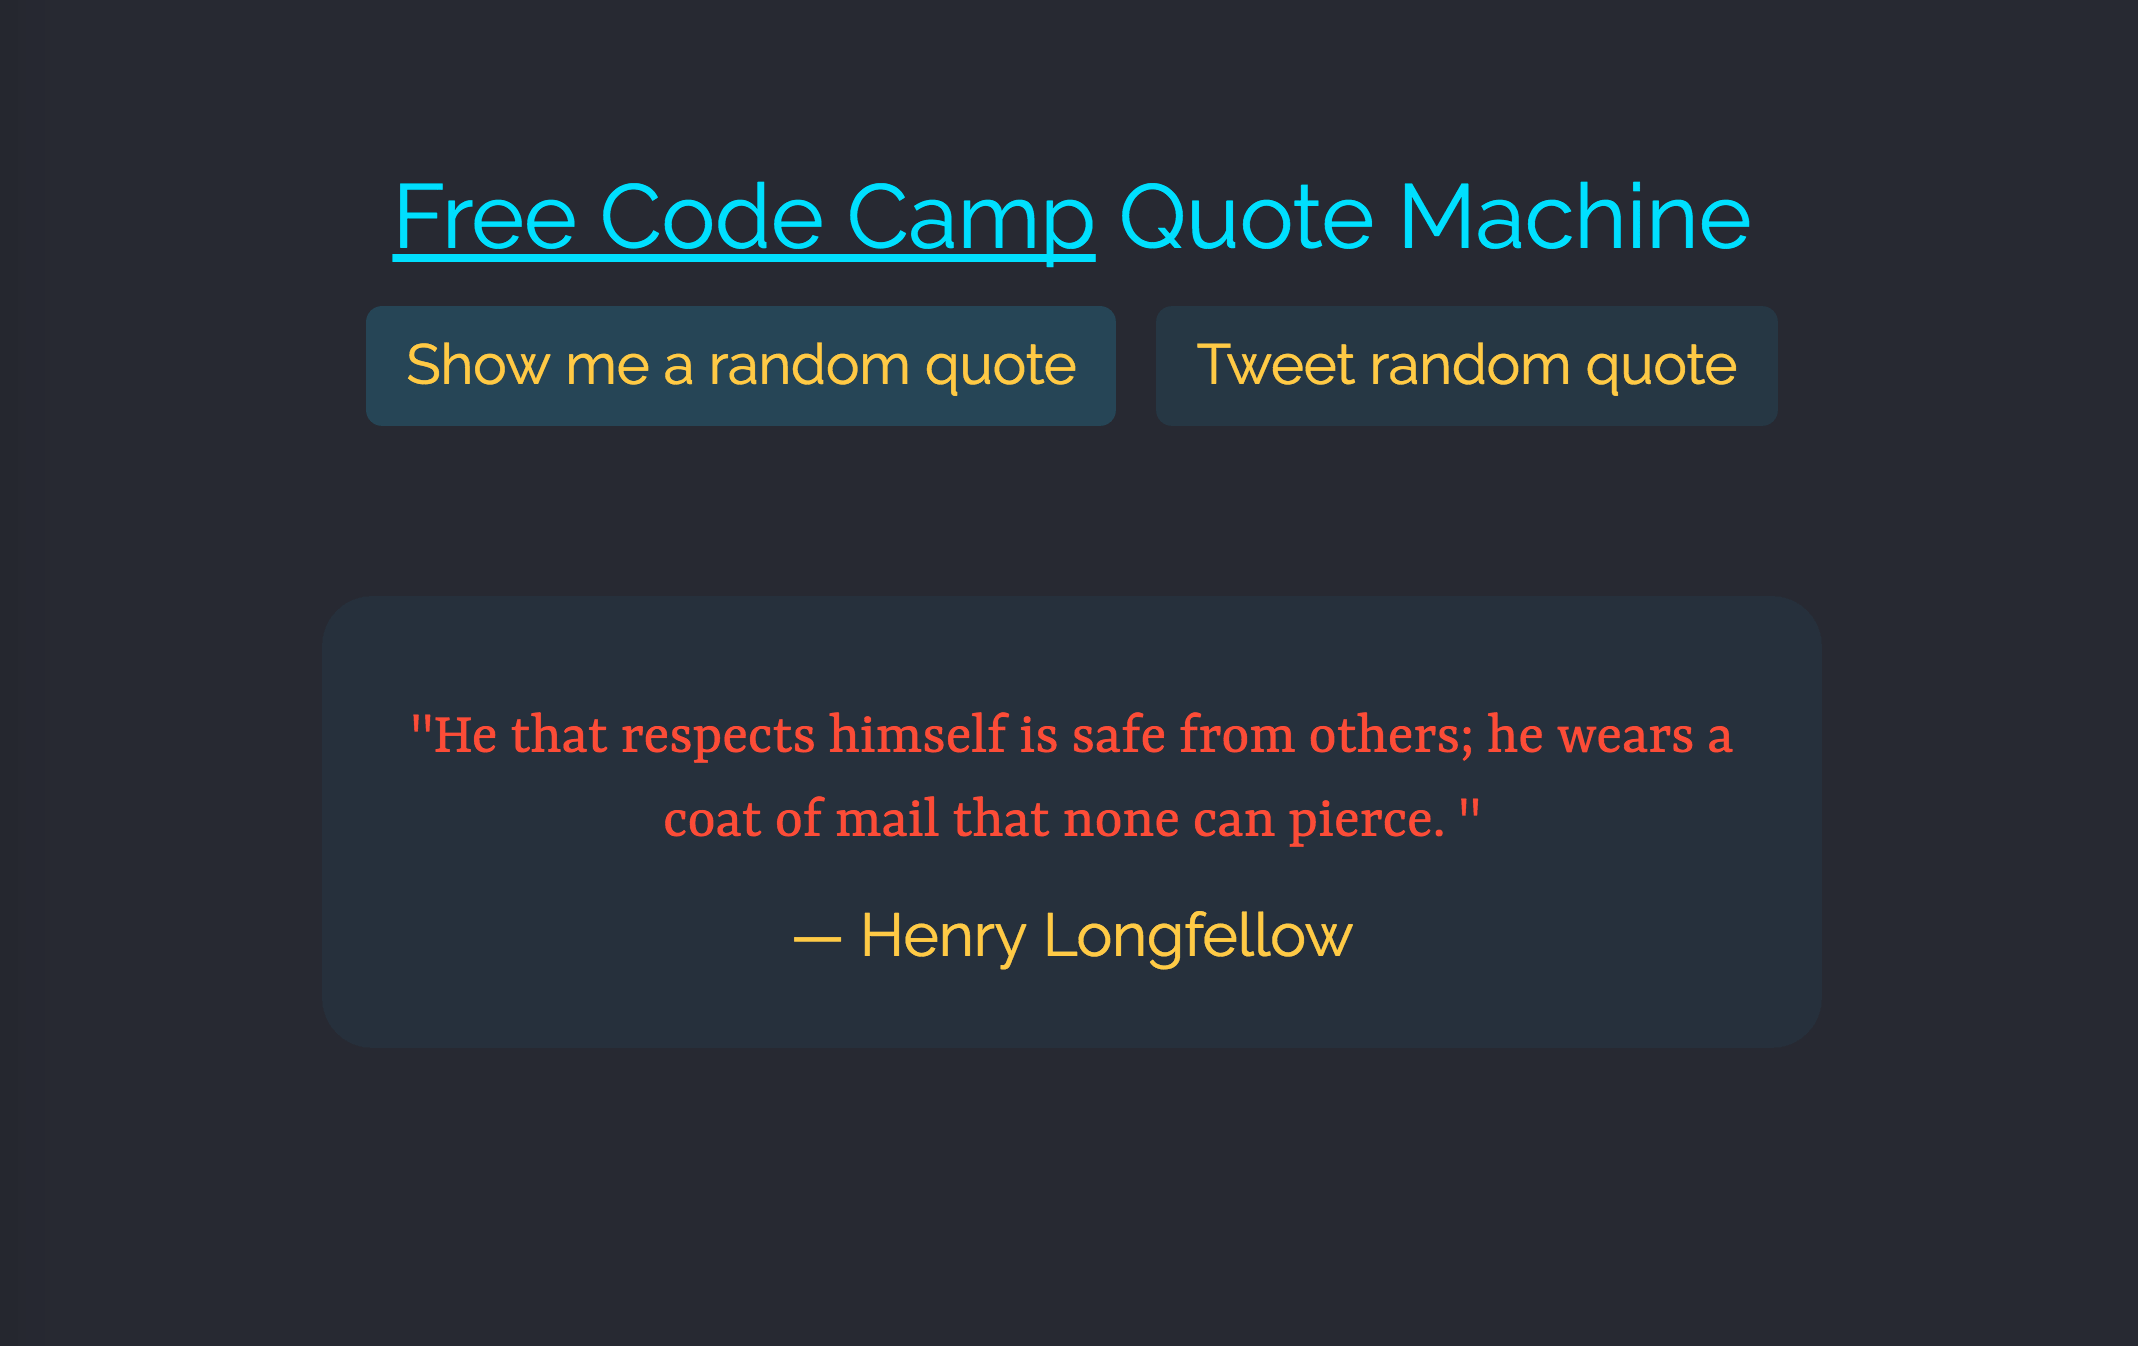 Free Code Camp Quote Machine
Show me a random quote
Tweet random quote
"He that respects himself is safe from others; he wears a
coat of mail that none can pierce. "
— Henry Longfellow